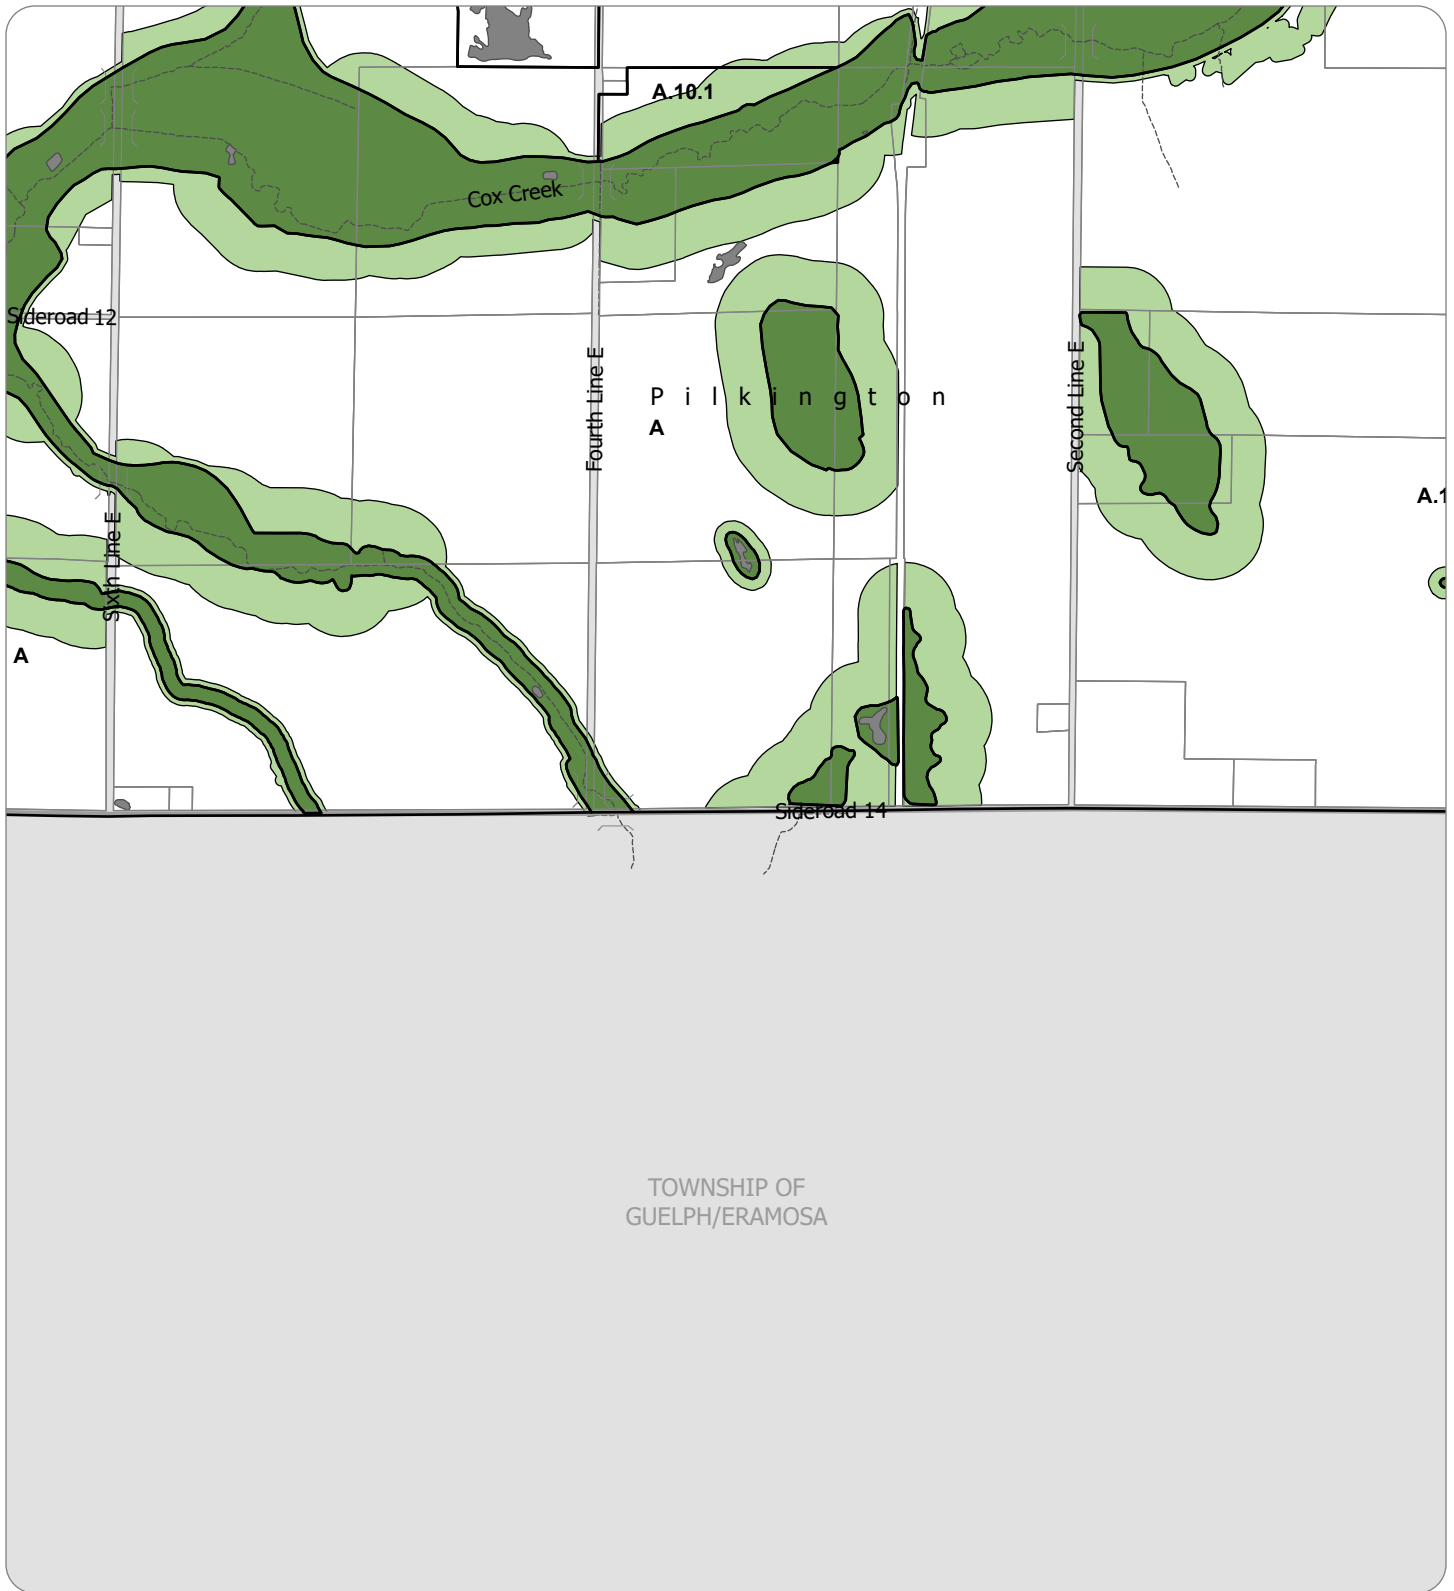 A.10.1
Cox Creek
Sideroad 12
Fourth Line E
Second Line E
Pilkington
A
A.1
Sixth Line E
A
Sideroad 14
TOWNSHIP OF
GUELPH/ERAMOSA